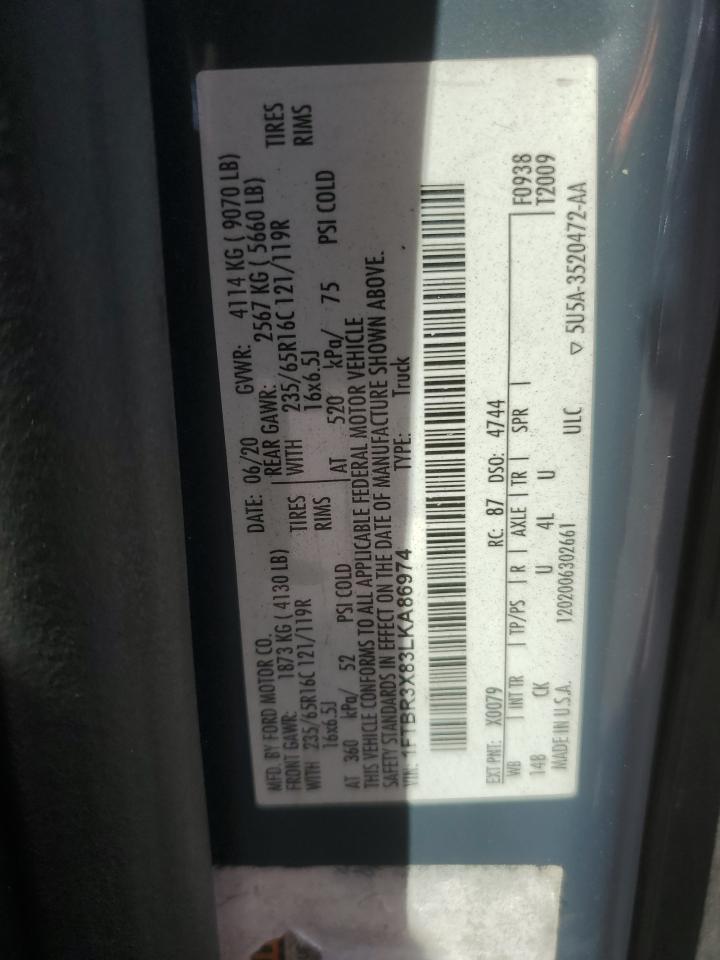 MFD. BY FORD MOTOR CO.
DATE: 06/20 GVWR: 4114 KG ( 9070 LB)
FRONT GAWR: 1873 KG ( 4130 LB) REAR GAWR: 2567 KG ( 5660 LB)
WITH 235/65R16C 121/119R TIRES WITH 235/65R16C 121/119R TIRES
16x6.5J RIMS 16x6.5J RIMS
AT 360 kPa/ 52 PSI COLD AT 520 kPa/ 75 PSI COLD
THIS VEHICLE CONFORMS TO ALL APPLICABLE FEDERAL MOTOR VEHICLE
SAFETY STANDARDS IN EFFECT ON THE DATE OF MANUFACTURE SHOWN ABOVE.
VIN: 1FTBR3X83LKA86974 TYPE: Truck
EXT PNT: X0079 RC: 87 DSO: 4744 F0938
WB INT TR TP/PS R AXLE TR SPR T2009
148 CK U 4L U
MADE IN U.S.A. 1202006302661 ULC ▽ 5U5A-3520472-AA